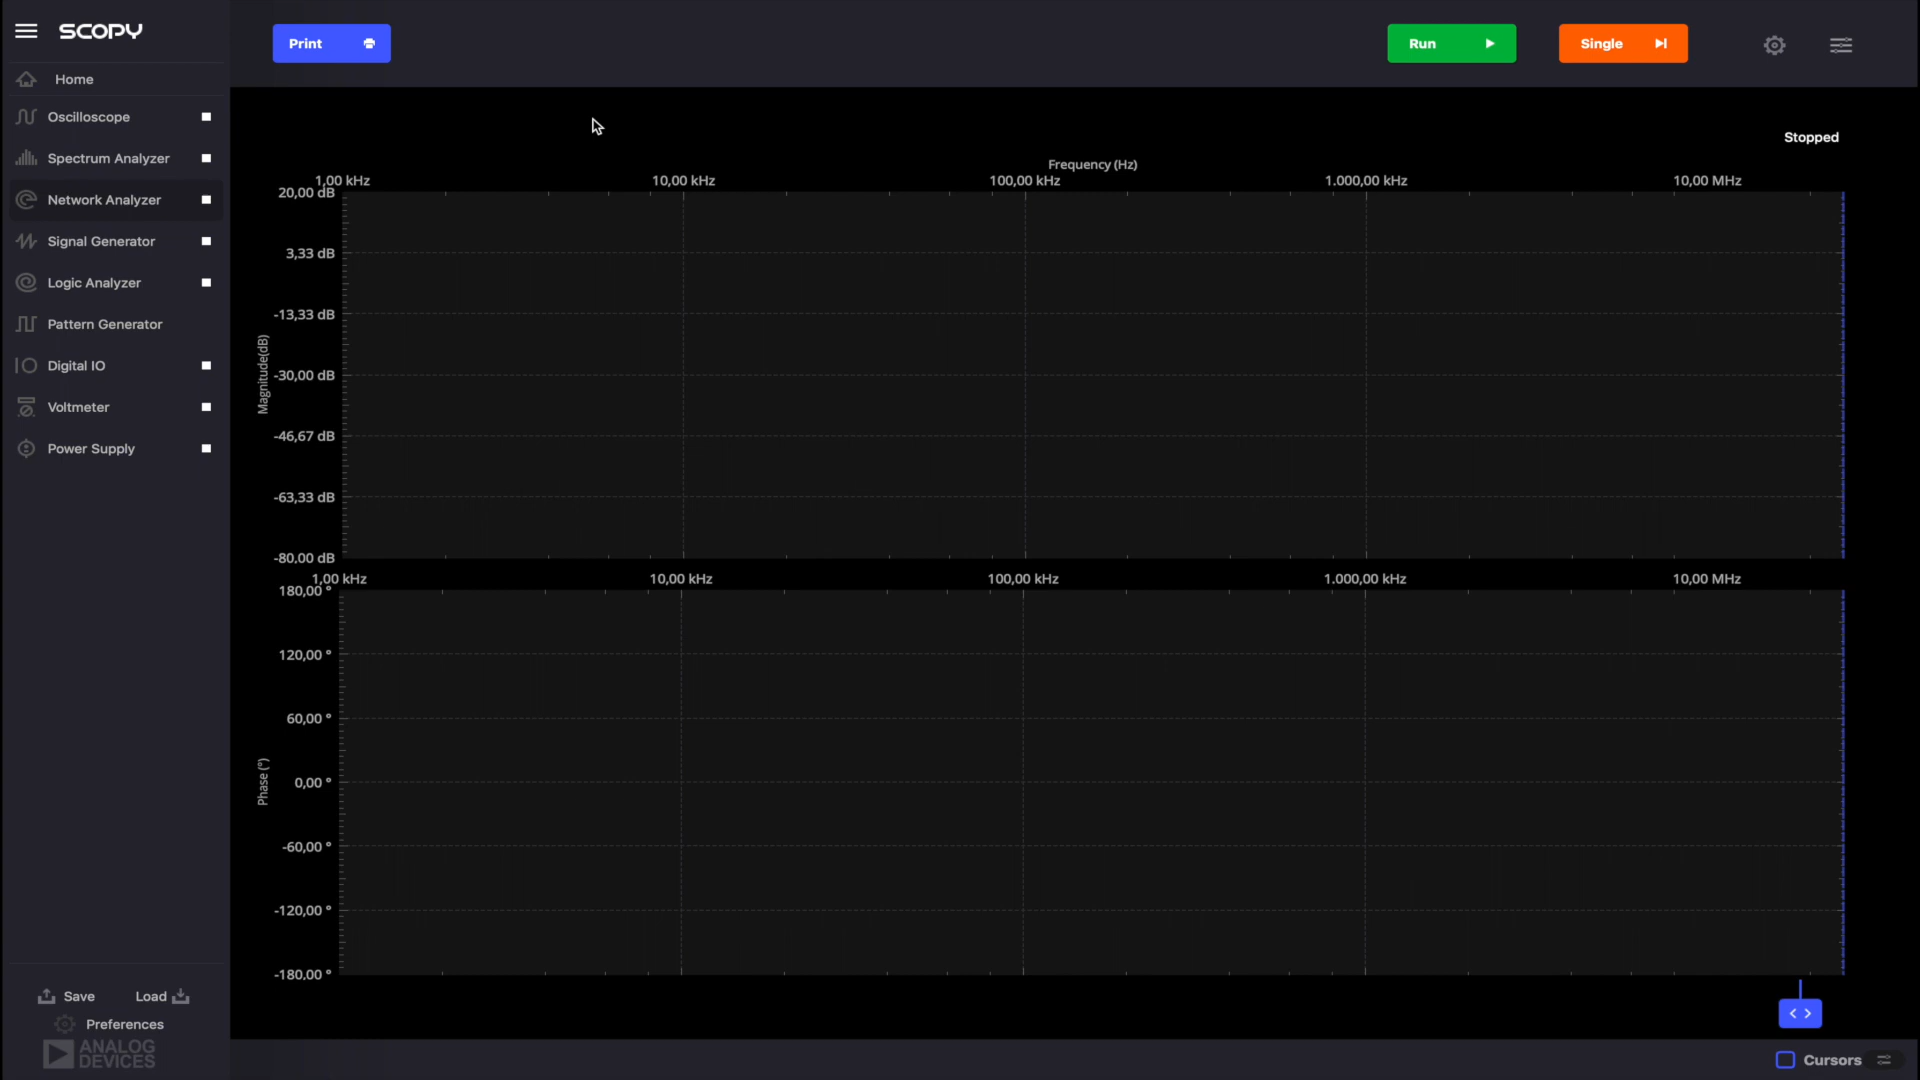 SCOPY
Print
Run
Single
Home
Oscilloscope
Spectrum Analyzer
Network Analyzer
Signal Generator
Logic Analyzer
Pattern Generator
Digital IO
Voltmeter
Power Supply
Stopped
Frequency (Hz)
1,00 kHz 10,00 kHz 100,00 kHz 1.000,00 kHz 10,00 MHz
20,00 dB
3,33 dB
-13,33 dB
-30,00 dB
-46,67 dB
-63,33 dB
-80,00 dB
Magnitude(dB)
1,00 kHz 10,00 kHz 100,00 kHz 1.000,00 kHz 10,00 MHz
180,00 °
120,00 °
60,00 °
0,00 °
-60,00 °
-120,00 °
-180,00 °
Phase (°)
Save Load
Preferences
ANALOG
DEVICES
Cursors